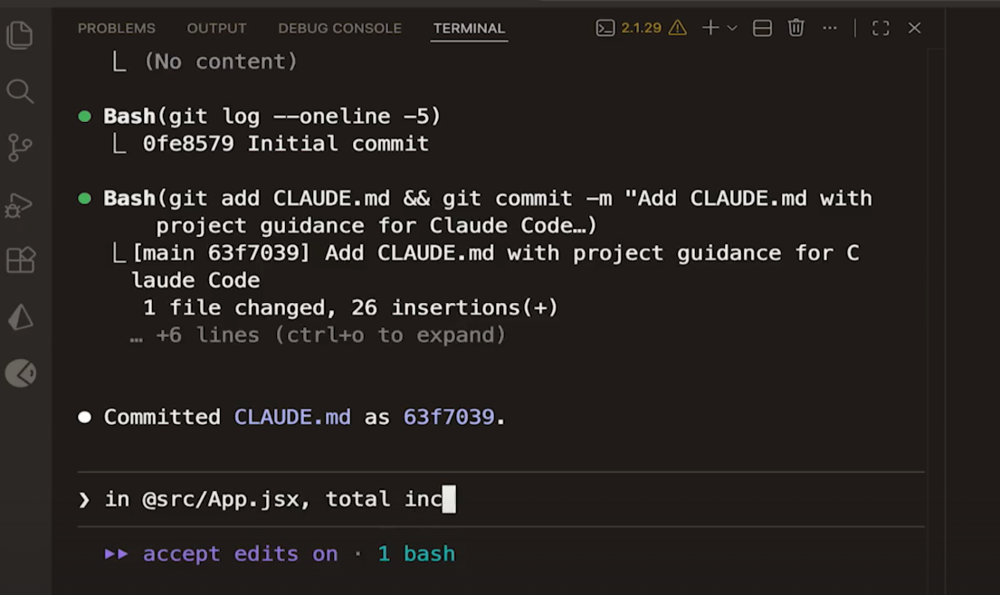 PROBLEMS OUTPUT DEBUG CONSOLE TERMINAL 2.1.29
(No content)
Bash(git log --oneline -5)
0fe8579 Initial commit
Bash(git add CLAUDE.md && git commit -m "Add CLAUDE.md with
project guidance for Claude Code…)
[main 63f7039] Add CLAUDE.md with project guidance for C
laude Code
1 file changed, 26 insertions(+)
… +6 lines (ctrl+o to expand)
● Committed CLAUDE.md as 63f7039.
❯ in @src/App.jsx, total inc
⏵⏵ accept edits on · 1 bash